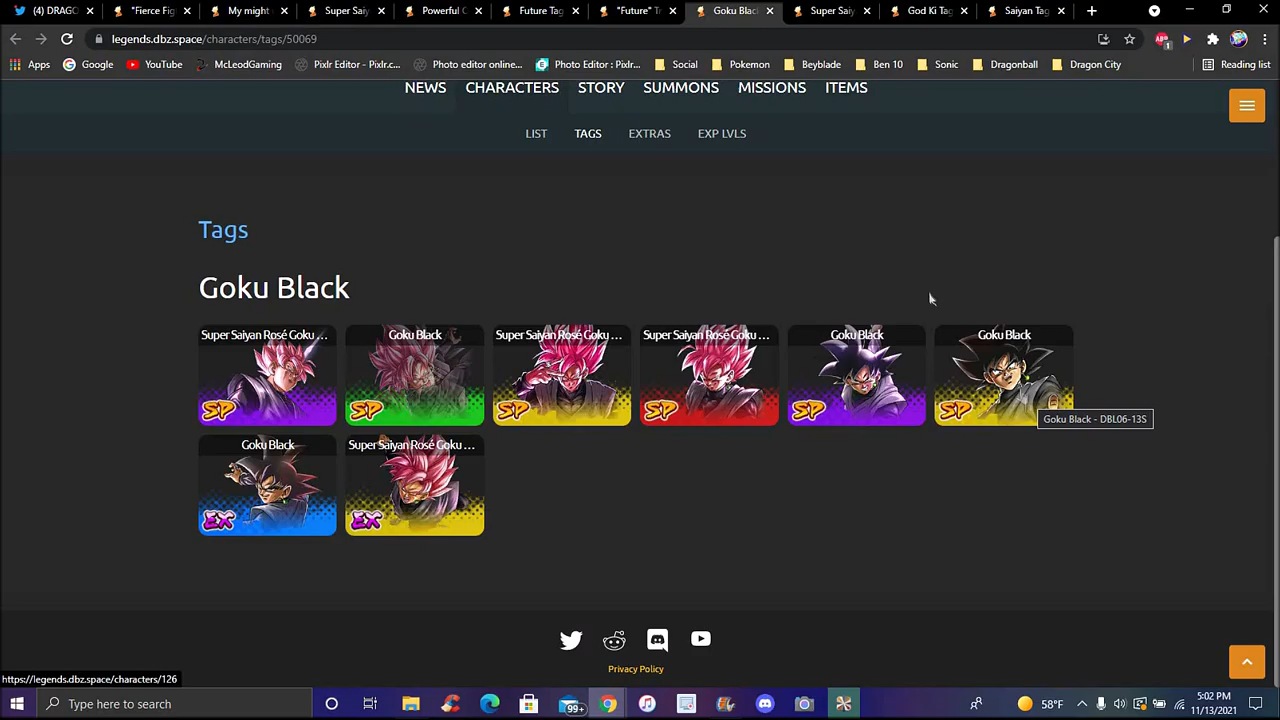 (4) DRAGO
"Fierce Fig
My might
Super Saiy
Powerful C
Future Tag
"Future" Tr
Goku Blac
Super Saiy
God Ki Tag
Saiyan Tag
legends.dbz.space/characters/tags/50069
Apps Google YouTube McLeodGaming Pixlr Editor - Pixlr.c... Photo editor online... Photo Editor : Pixlr... Social Pokemon Beyblade Ben 10 Sonic Dragonball Dragon City Reading list
NEWS CHARACTERS STORY SUMMONS MISSIONS ITEMS
LIST TAGS EXTRAS EXP LVLS
Tags
Goku Black
Super Saiyan Rosé Goku ... Goku Black Super Saiyan Rosé Goku ... Super Saiyan Rosé Goku ... Goku Black Goku Black
SP SP SP SP SP SP
Goku Black - DBL06-13S
Goku Black Super Saiyan Rosé Goku ...
EX EX
Privacy Policy
https://legends.dbz.space/characters/126
Type here to search
99+
58°F
5:02 PM
11/13/2021